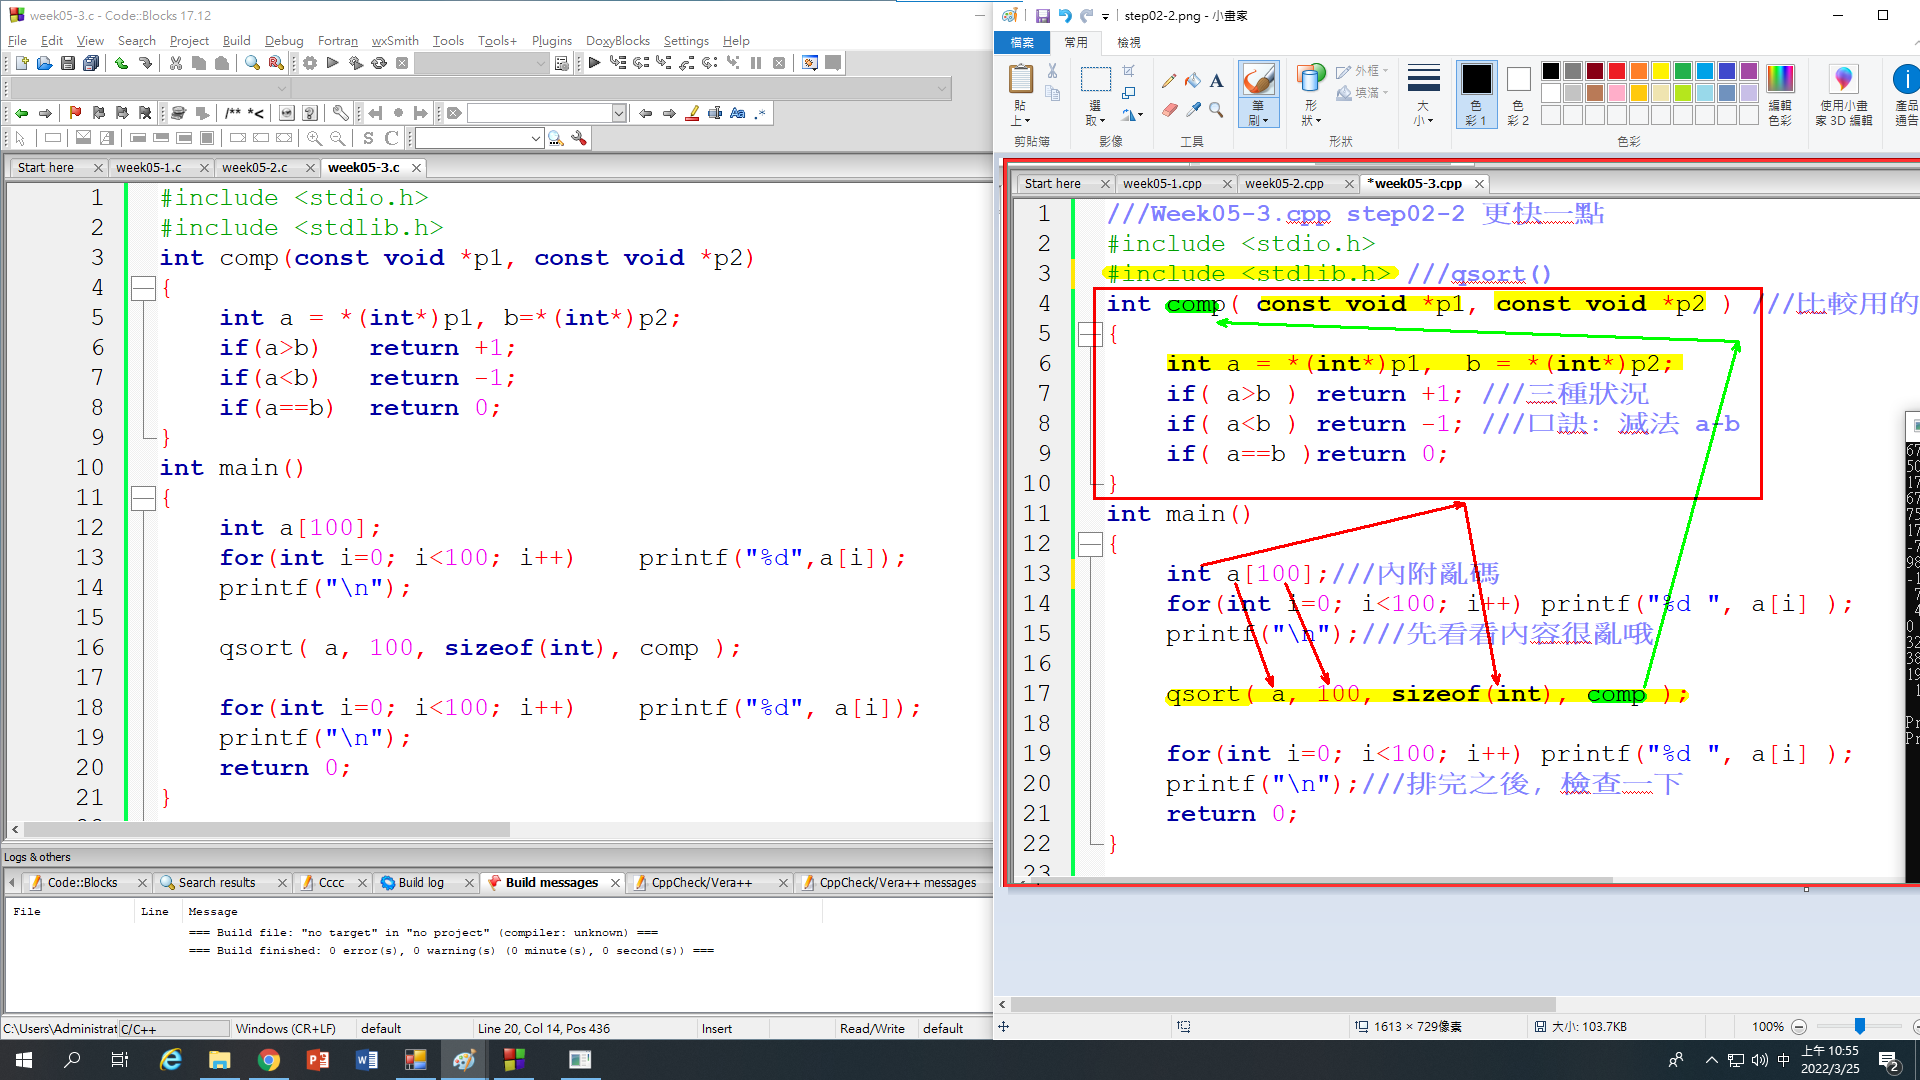 week05-3.c - Code::Blocks 17.12
File Edit View Search Project Build Debug Fortran wxSmith Tools Tools+ Plugins DoxyBlocks Settings Help
/** *<
S C
Start here week05-1.c week05-2.c week05-3.c
1 #include <stdio.h>
2 #include <stdlib.h>
3 int comp(const void *p1, const void *p2)
4 {
5 int a = *(int*)p1, b=*(int*)p2;
6 if(a>b) return +1;
7 if(a<b) return -1;
8 if(a==b) return 0;
9 }
10 int main()
11 {
12 int a[100];
13 for(int i=0; i<100; i++) printf("%d",a[i]);
14 printf("\n");
15
16 qsort( a, 100, sizeof(int), comp );
17
18 for(int i=0; i<100; i++) printf("%d", a[i]);
19 printf("\n");
20 return 0;
21 }
Logs & others
Code::Blocks Search results Cccc Build log Build messages CppCheck/Vera++ CppCheck/Vera++ messages
File Line Message
=== Build file: "no target" in "no project" (compiler: unknown) ===
=== Build finished: 0 error(s), 0 warning(s) (0 minute(s), 0 second(s)) ===
C:\Users\Administrat C/C++ Windows (CR+LF) default Line 20, Col 14, Pos 436 Insert Read/Write default
step02-2.png - 小畫家
檔案 常用 檢視
貼上 選取 A 筆刷 形狀 外框 填滿 大小 色彩 1 色彩 2 編輯色彩 使用小畫家 3D 編輯 產品通告
剪貼簿 影像 工具 形狀 色彩
Start here week05-1.cpp week05-2.cpp *week05-3.cpp
1 ///Week05-3.cpp step02-2 更快一點
2 #include <stdio.h>
3 #include <stdlib.h> ///qsort()
4 int comp( const void *p1, const void *p2 ) ///比較用的
5 {
6 int a = *(int*)p1, b = *(int*)p2;
7 if( a>b ) return +1; ///三種狀況
8 if( a<b ) return -1; ///口訣: 減法 a-b
9 if( a==b )return 0;
10 }
11 int main()
12 {
13 int a[100];///內附亂碼
14 for(int i=0; i<100; i++) printf("%d ", a[i] );
15 printf("\n");///先看看內容很亂哦
16
17 qsort( a, 100, sizeof(int), comp );
18
19 for(int i=0; i<100; i++) printf("%d ", a[i] );
20 printf("\n");///排完之後, 檢查一下
21 return 0;
22 }
23
1613 × 729像素 大小: 103.7KB 100%
中 上午 10:55
2022/3/25
2